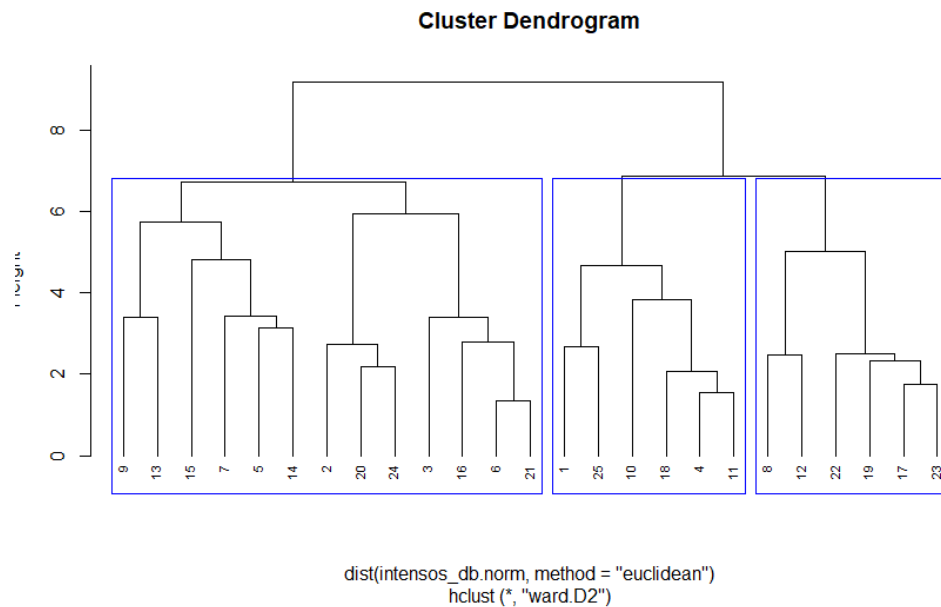 Cluster Dendrogram
8
6
4
2
0
9 13 15 7 5 14 2 20 24 3 16 6 21 1 25 10 18 4 11 8 12 22 19 17 23
dist(intensos_db.norm, method = "euclidean")
hclust (*, "ward.D2")